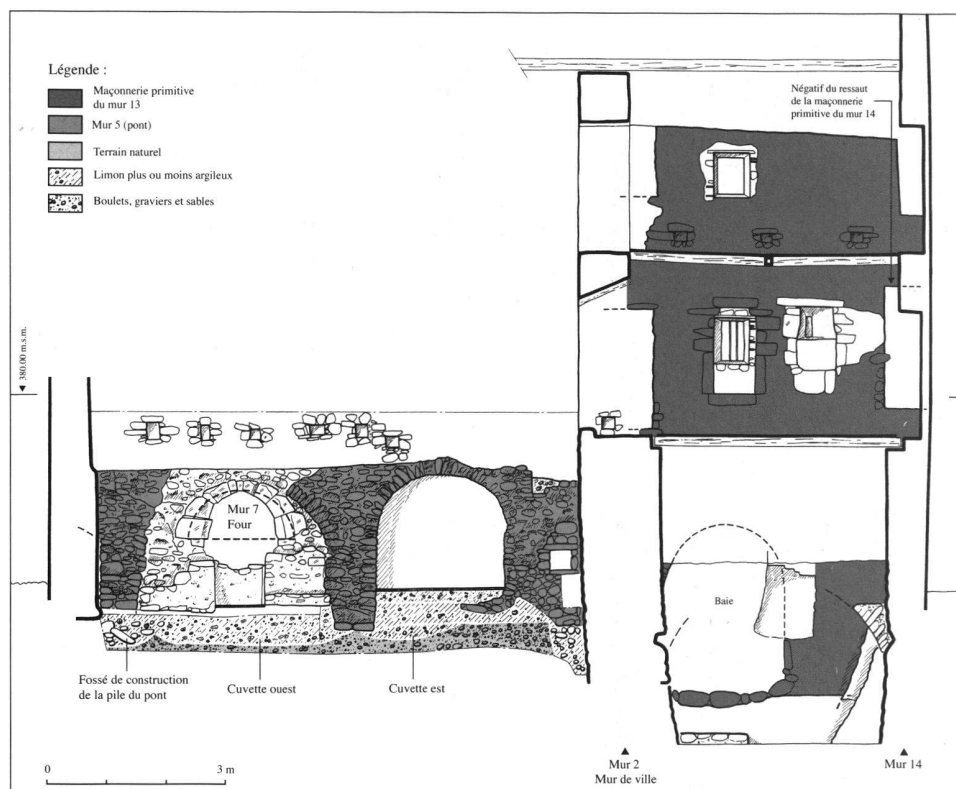 Légende :
Maçonnerie primitive
du mur 13
Mur 5 (pont)
Terrain naturel
Limon plus ou moins argileux
Boulets, graviers et sables
Négatif du ressaut
de la maçonnerie
primitive du mur 14
380.00 m.s.m.
Mur 7
Four
Baie
Fossé de construction
de la pile du pont
Cuvette ouest
Cuvette est
0
3 m
Mur 2
Mur de ville
Mur 14